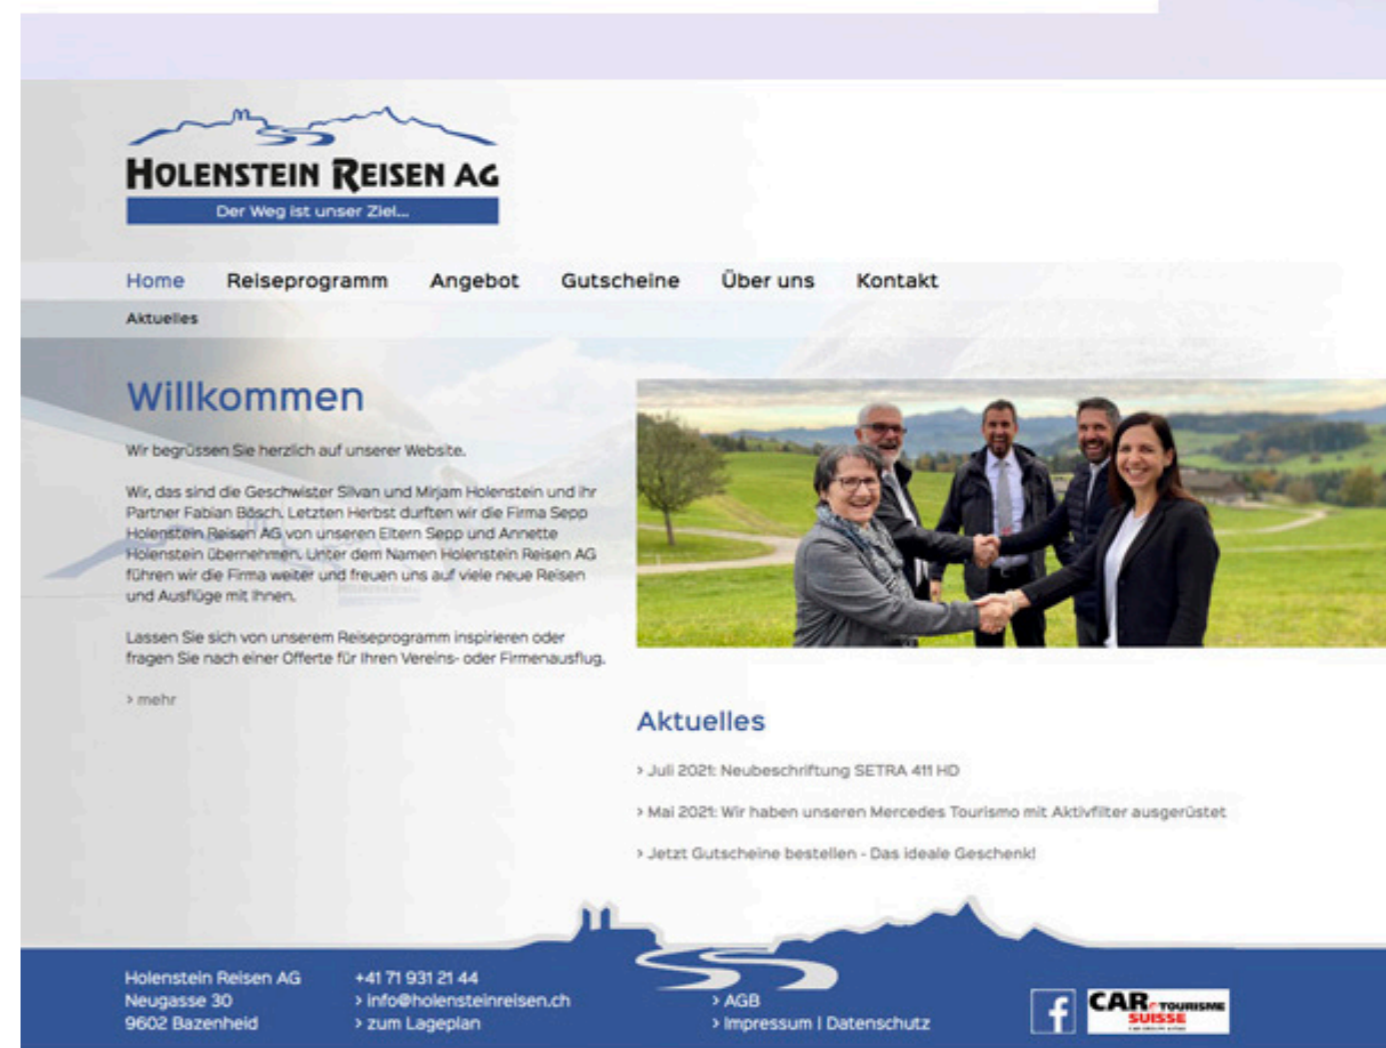 HOLENSTEIN REISEN AG
Der Weg ist unser Ziel...
Home Reiseprogramm Angebot Gutscheine Über uns Kontakt
Aktuelles
Willkommen
Wir begrüssen Sie herzlich auf unserer Website.
Wir, das sind die Geschwister Silvan und Mirjam Holenstein und ihr
Partner Fabian Bösch. Letzten Herbst durften wir die Firma Sepp
Holenstein Reisen AG von unseren Eltern Sepp und Annette
Holenstein übernehmen. Unter dem Namen Holenstein Reisen AG
führen wir die Firma weiter und freuen uns auf viele neue Reisen
und Ausflüge mit Ihnen.
Lassen Sie sich von unserem Reiseprogramm inspirieren oder
fragen Sie nach einer Offerte für Ihren Vereins- oder Firmenausflug.
> mehr
Aktuelles
> Juli 2021: Neubeschriftung SETRA 411 HD
> Mai 2021: Wir haben unseren Mercedes Tourismo mit Aktivfilter ausgerüstet
> Jetzt Gutscheine bestellen - Das ideale Geschenk!
Holenstein Reisen AG
Neugasse 30
9602 Bazenheid
+41 71 931 21 44
> info@holensteinreisen.ch
> zum Lageplan
> AGB
> Impressum | Datenschutz
f
CAR TOURISME
SUISSE